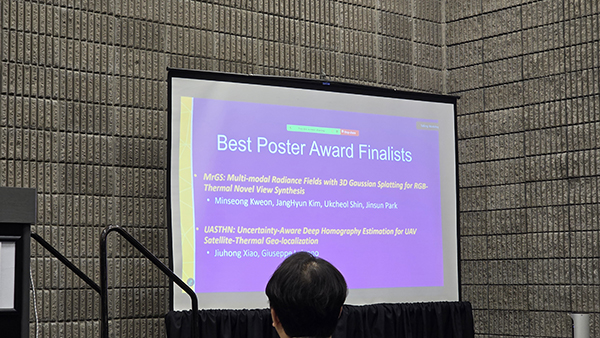 Best Poster Award Finalists
MrGS: Multi-modal Radiance Fields with 3D Gaussian Splatting for RGB-
Thermal Novel View Synthesis
Minseong Kweon, JangHyun Kim, Ukcheol Shin, Jinsun Park
UASTHN: Uncertainty-Aware Deep Homography Estimation for UAV
Satellite-Thermal Geo-localization
Jiuhong Xiao,